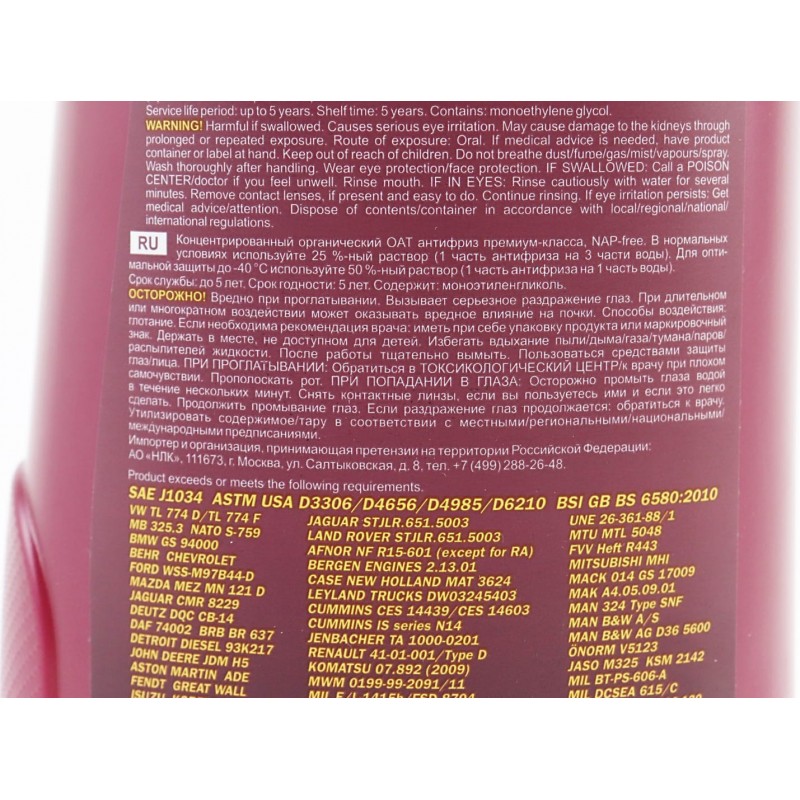 Service life period: up to 5 years. Shelf time: 5 years. Contains: monoethylene glycol.
WARNING! Harmful if swallowed. Causes serious eye irritation. May cause damage to the kidneys through
prolonged or repeated exposure. Route of exposure: Oral. If medical advice is needed, have product
container or label at hand. Keep out of reach of children. Do not breathe dust/fume/gas/mist/vapours/spray.
Wash thoroughly after handling. Wear eye protection/face protection. IF SWALLOWED: Call a POISON
CENTER/doctor if you feel unwell. Rinse mouth. IF IN EYES: Rinse cautiously with water for several
minutes. Remove contact lenses, if present and easy to do. Continue rinsing. If eye irritation persists: Get
medical advice/attention. Dispose of contents/container in accordance with local/regional/national/
international regulations.
RU Концентрированный органический ОАТ антифриз премиум-класса, NAP-free. В нормальных
условиях используйте 25 %-ный раствор (1 часть антифриза на 3 части воды). Для опти-
мальной защиты до -40 °C используйте 50 %-ный раствор (1 часть антифриза на 1 часть воды).
Срок службы: до 5 лет. Срок годности: 5 лет. Содержит: моноэтиленгликоль.
ОСТОРОЖНО! Вредно при проглатывании. Вызывает серьезное раздражение глаз. При длительном
или многократном воздействии может оказывать вредное влияние на почки. Способы воздействия:
глотание. Если необходима рекомендация врача: иметь при себе упаковку продукта или маркировочный
знак. Держать в месте, не доступном для детей. Избегать вдыхание пыли/дыма/газа/тумана/паров/
распылителей жидкости. После работы тщательно вымыть. Пользоваться средствами защиты
глаз/лица. ПРИ ПРОГЛАТЫВАНИИ: Обратиться в ТОКСИКОЛОГИЧЕСКИЙ ЦЕНТР/к врачу при плохом
самочувствии. Прополоскать рот. ПРИ ПОПАДАНИИ В ГЛАЗА: Осторожно промыть глаза водой
в течение нескольких минут. Снять контактные линзы, если вы пользуетесь ими и если это легко
сделать. Продолжить промывание глаз. Если раздражение глаз продолжается: обратиться к врачу.
Утилизировать содержимое/тару в соответствии с местными/региональными/национальными/
международными предписаниями.
Импортер и организация, принимающая претензии на территории Российской Федерации:
АО «НЛК», 111673, г. Москва, ул. Салтыковская, д. 8, тел. +7 (499) 288-26-48.
Product exceeds or meets the following requirements.
SAE J1034 ASTM USA D3306/D4656/D4985/D6210 BSI GB BS 6580:2010
VW TL 774 D/TL 774 F
MB 325.3 NATO S-759
BMW GS 94000
BEHR CHEVROLET
FORD WSS-M97B44-D
MAZDA MEZ MN 121 D
JAGUAR CMR 8229
DEUTZ DQC CB-14
DAF 74002 BRB BR 637
DETROIT DIESEL 93K217
JOHN DEERE JDM H5
ASTON MARTIN ADE
FENDT GREAT WALL
ISUZU
JAGUAR STJLR.651.5003
LAND ROVER STJLR.651.5003
AFNOR NF R15-601 (except for RA)
BERGEN ENGINES 2.13.01
CASE NEW HOLLAND MAT 3624
LEYLAND TRUCKS DW03245403
CUMMINS CES 14439/CES 14603
CUMMINS IS series N14
JENBACHER TA 1000-0201
RENAULT 41-01-001/Type D
KOMATSU 07.892 (2009)
MWM 0199-99-2091/11
UNE 26-361-88/1
MTU MTL 5048
FVV Heft R443
MITSUBISHI MHI
MACK 014 GS 17009
MAK A4.05.09.01
MAN 324 Type SNF
MAN B&W A/S
MAN B&W AG D36 5600
ÖNORM V5123
JASO M325 KSM 2142
MIL BT-PS-606-A
MIL DCSEA 615/C